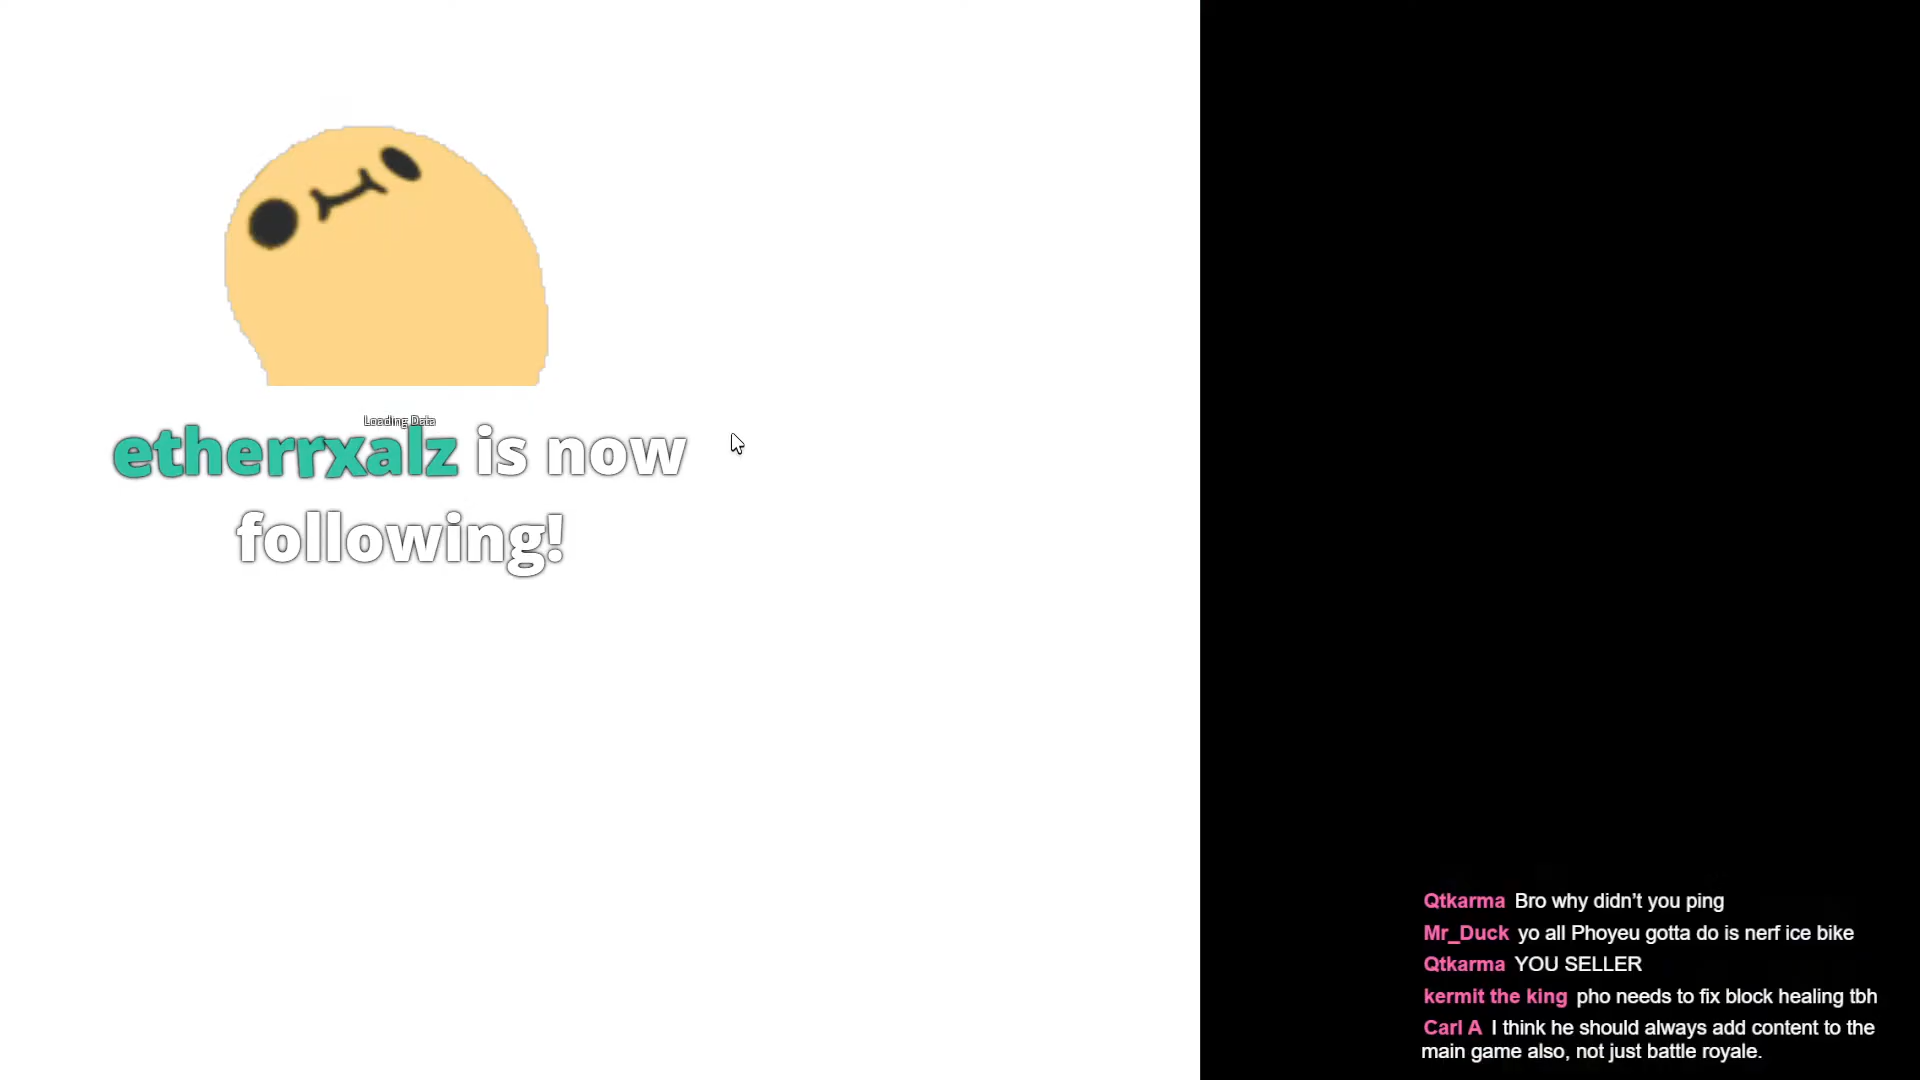 Loading Data
etherrxalz is now
following!
Qtkarma Bro why didn't you ping
Mr_Duck yo all Phoyeu gotta do is nerf ice bike
Qtkarma YOU SELLER
kermit the king pho needs to fix block healing tbh
Carl A I think he should always add content to the
main game also, not just battle royale.